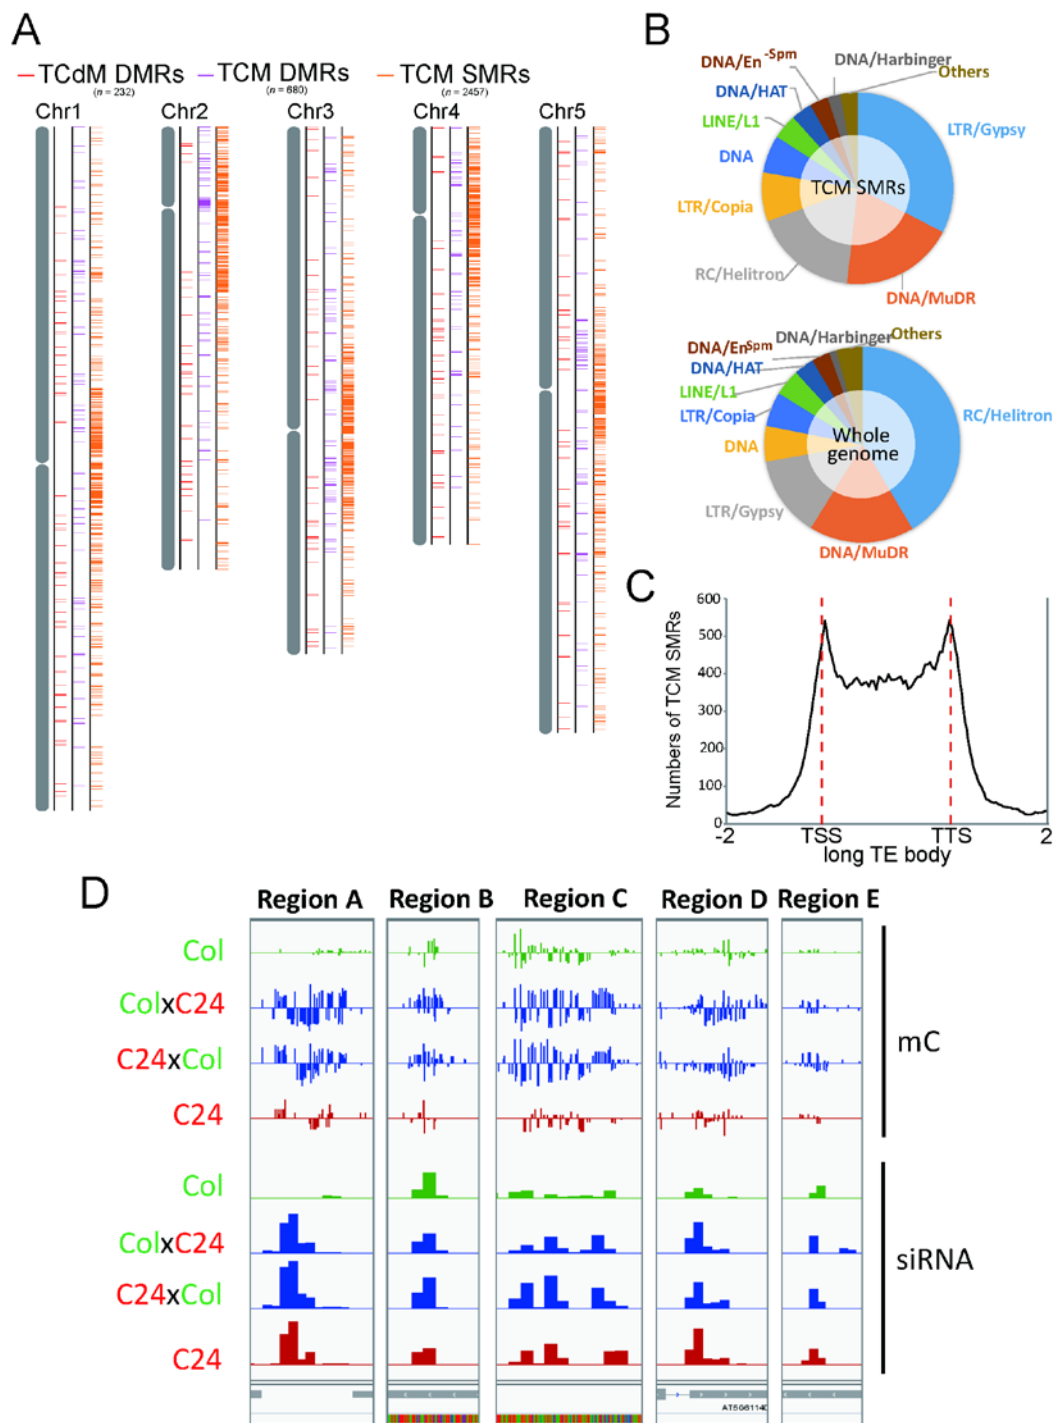 A
TCdM DMRs
(n = 232)
TCM DMRs
(n = 680)
TCM SMRs
(n = 2457)
Chr1
Chr2
Chr3
Chr4
Chr5
B
DNA/En-Spm
DNA/Harbinger
Others
DNA/HAT
LINE/L1
LTR/Gypsy
DNA
TCM SMRs
LTR/Copia
RC/Helitron
DNA/MuDR
DNA/Harbinger
Others
DNA/EnSpm
DNA/HAT
LINE/L1
LTR/Copia
RC/Helitron
Whole
genome
DNA
LTR/Gypsy
DNA/MuDR
C
Numbers of TCM SMRs
600
500
400
300
200
100
0
-2
TSS
TTS
2
long TE body
D
Region A
Region B
Region C
Region D
Region E
Col
ColxC24
C24xCol
C24
mC
Col
ColxC24
C24xCol
C24
siRNA
AT5G61140